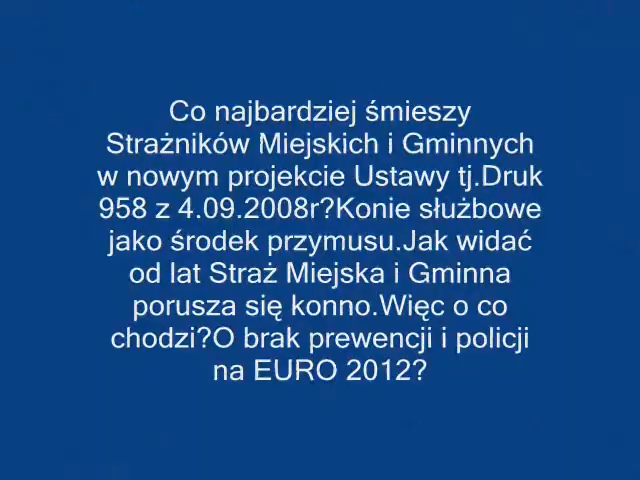 Co najbardziej śmieszy
Strażników Miejskich i Gminnych
w nowym projekcie Ustawy tj.Druk
958 z 4.09.2008r?Konie służbowe
jako środek przymusu.Jak widać
od lat Straż Miejska i Gminna
porusza się konno.Więc o co
chodzi?O brak prewencji i policji
na EURO 2012?